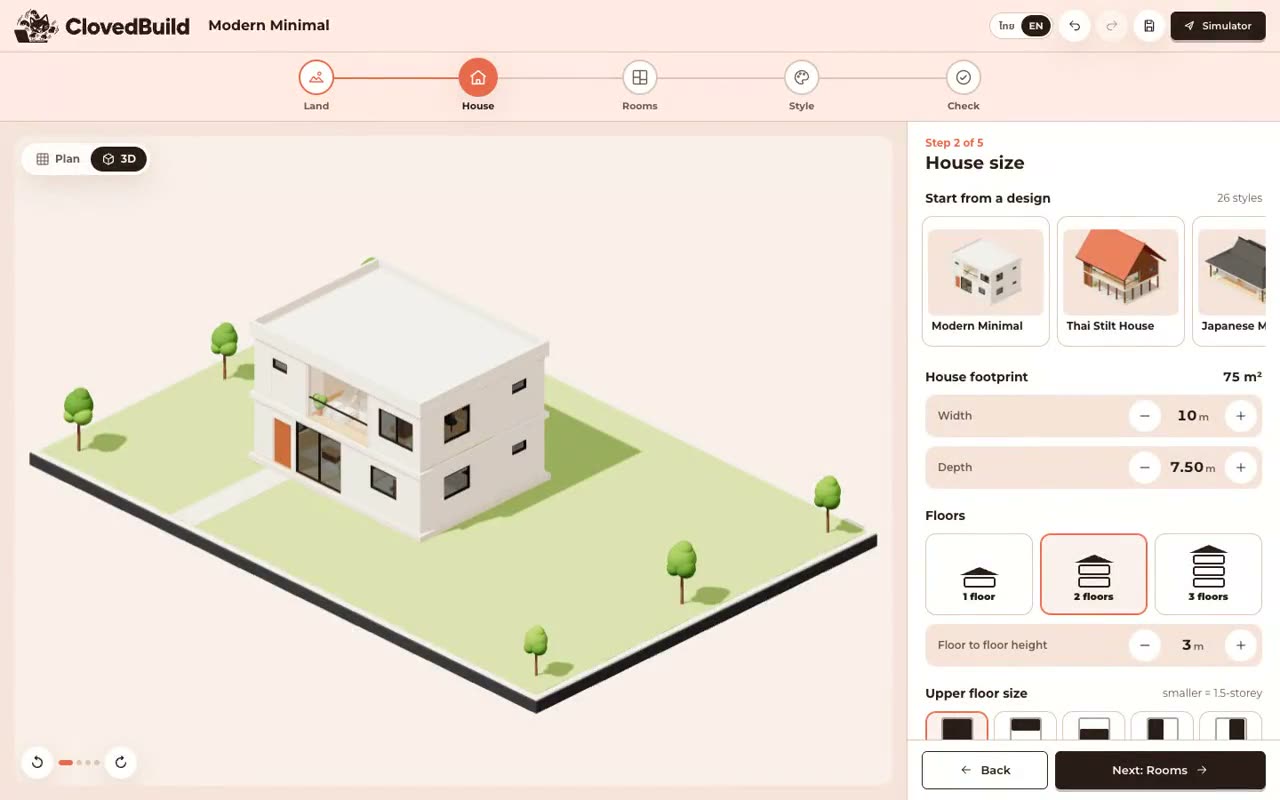 ClovedBuild
Modern Minimal
ไทย
EN
Simulator
Land
House
Rooms
Style
Check
Plan
3D
Step 2 of 5
House size
Start from a design
26 styles
Modern Minimal
Thai Stilt House
Japanese M
House footprint
75 m²
Width
− 10 m +
Depth
− 7.50 m +
Floors
1 floor
2 floors
3 floors
Floor to floor height
− 3 m +
Upper floor size
smaller = 1.5-storey
← Back
Next: Rooms →